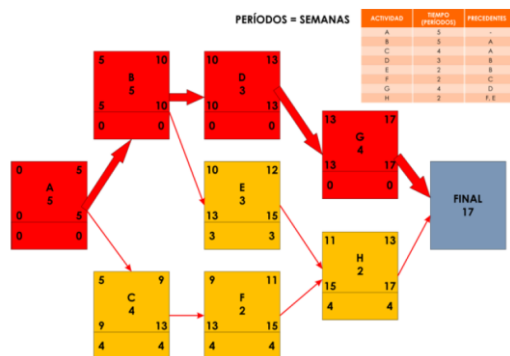 PERÍODOS = SEMANAS
ACTIVIDAD TIEMPO (PERÍODOS) PRECEDENTES
A 5 -
B 5 A
C 4 A
D 3 B
E 2 B
F 2 C
G 4 D
H 2 F, E
5 10
B
5
5 10
0 0
10 13
D
3
10 13
0 0
13 17
G
4
13 17
0 0
0 5
A
5
0 5
0 0
10 12
E
3
13 15
3 3
FINAL
17
11 13
H
2
15 17
4 4
5 9
C
4
9 13
4 4
9 11
F
2
13 15
4 4